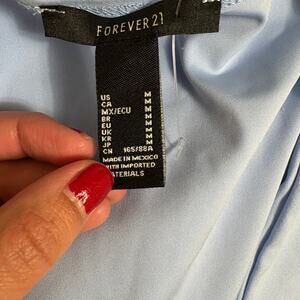 FOREVER 21
US M
CA M
MX/ECU M
BR M
EU M
UK M
KR M
JP M
CN 165/88A
MADE IN MEXICO
WITH IMPORTED
MATERIALS